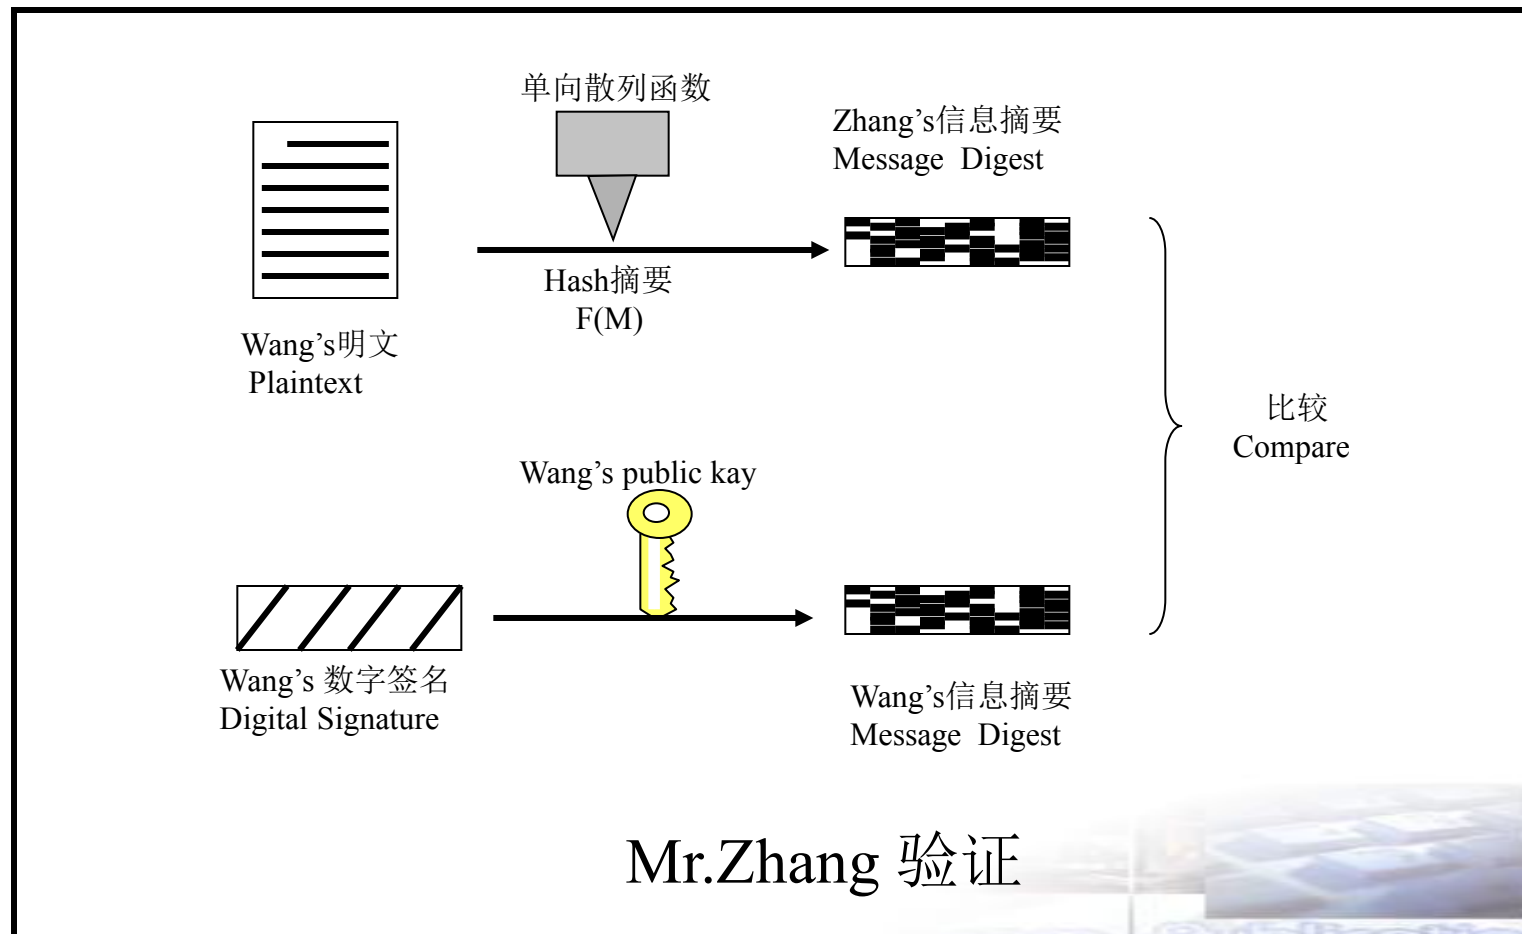 单向散列函数
Zhang's信息摘要
Message Digest
Hash摘要
F(M)
Wang's明文
Plaintext
比较
Compare
Wang's public kay
Wang's 数字签名
Digital Signature
Wang's信息摘要
Message Digest
Mr.Zhang 验证